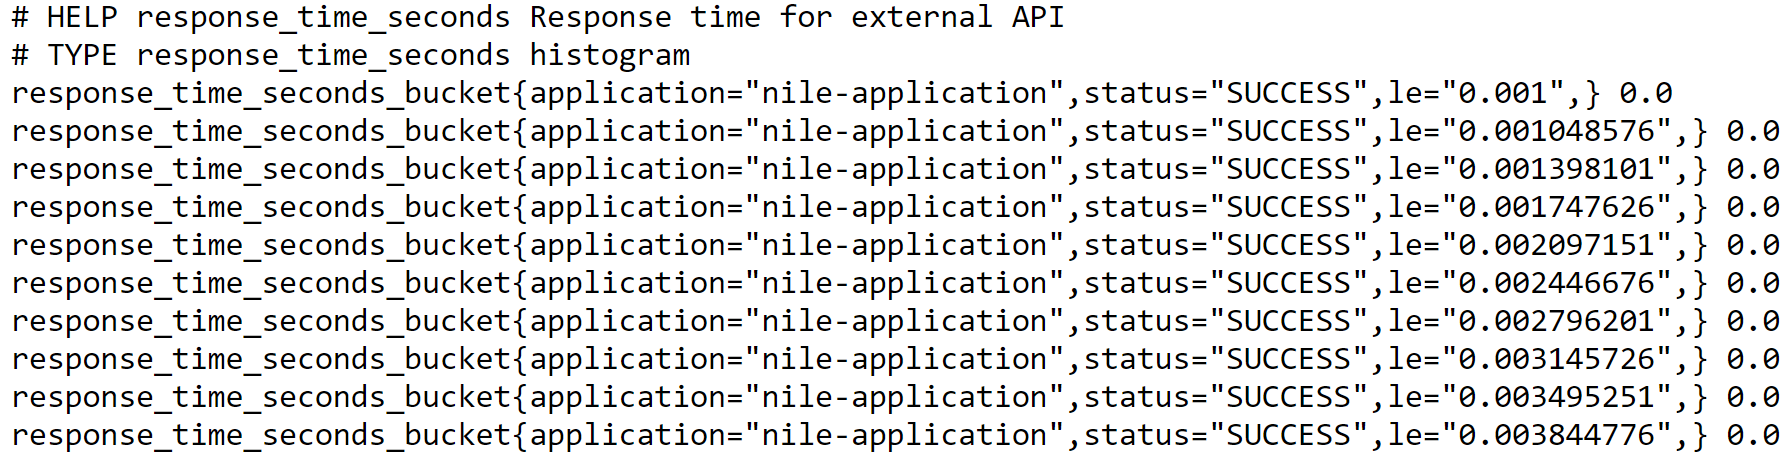 # HELP response_time_seconds Response time for external API
# TYPE response_time_seconds histogram
response_time_seconds_bucket{application="nile-application",status="SUCCESS",le="0.001",} 0.0
response_time_seconds_bucket{application="nile-application",status="SUCCESS",le="0.001048576",} 0.0
response_time_seconds_bucket{application="nile-application",status="SUCCESS",le="0.001398101",} 0.0
response_time_seconds_bucket{application="nile-application",status="SUCCESS",le="0.001747626",} 0.0
response_time_seconds_bucket{application="nile-application",status="SUCCESS",le="0.002097151",} 0.0
response_time_seconds_bucket{application="nile-application",status="SUCCESS",le="0.002446676",} 0.0
response_time_seconds_bucket{application="nile-application",status="SUCCESS",le="0.002796201",} 0.0
response_time_seconds_bucket{application="nile-application",status="SUCCESS",le="0.003145726",} 0.0
response_time_seconds_bucket{application="nile-application",status="SUCCESS",le="0.003495251",} 0.0
response_time_seconds_bucket{application="nile-application",status="SUCCESS",le="0.003844776",} 0.0